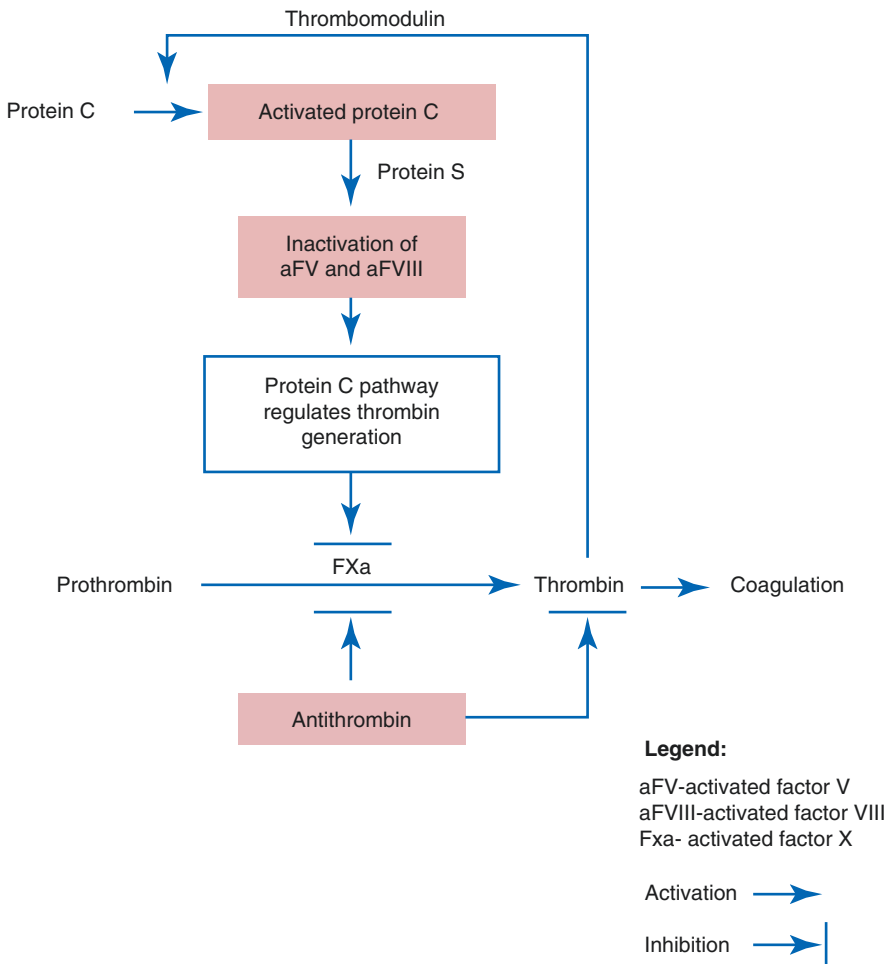 Thrombomodulin
Protein C
Activated protein C
Protein S
Inactivation of
aFV and aFVIII
Protein C pathway
regulates thrombin
generation
FXa
Prothrombin
Thrombin
Coagulation
Antithrombin
Legend:
aFV-activated factor V
aFVIII-activated factor VIII
Fxa- activated factor X
Activation
Inhibition